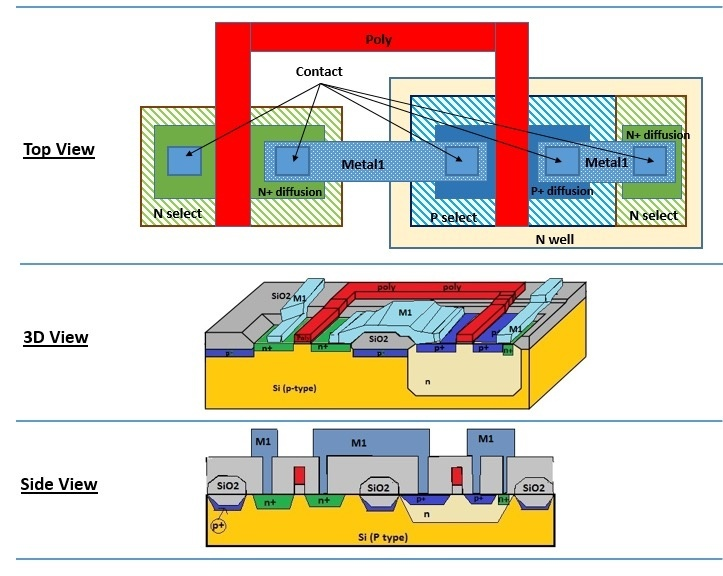 Poly
Contact
Top View
N+ diffusion
Metal1
Metal1
N+ diffusion
P+ diffusion
N select
P select
N select
N well
3D View
SiO2
M1
poly
poly
M1
M1
n+
n+
SiO2
p+
p+
n+
p-
p-
n
Si (p-type)
Side View
M1
M1
M1
SiO2
n+
n+
SiO2
p+
p+
n+
SiO2
p+
n
Si (P type)